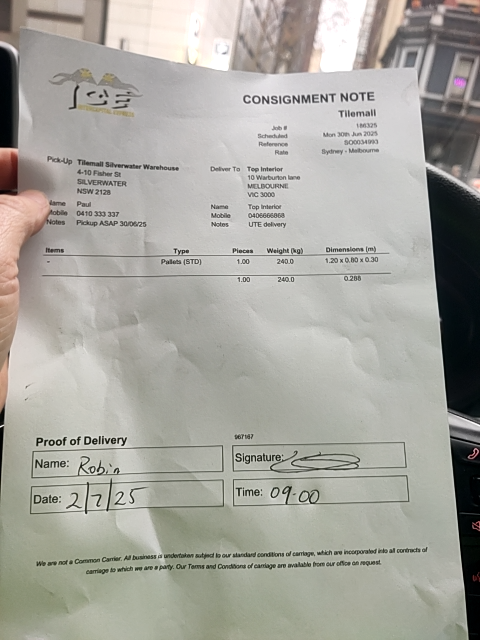 ICE
CONSIGNMENT NOTE
Tilemall
Job # 186325
Scheduled Mon 30th Jun 2025
Reference SO0034993
Rate Sydney - Melbourne
Pick-Up Tilemall Silverwater Warehouse
4-10 Fisher St
SILVERWATER
NSW 2128
Name Paul
Mobile 0410 333 337
Notes Pickup ASAP 30/06/25
Deliver To Top Interior
10 Warburton lane
MELBOURNE
VIC 3000
Name Top Interior
Mobile 0406666868
Notes UTE delivery
Items Type Pieces Weight (kg) Dimensions (m)
- Pallets (STD) 1.00 240.0 1.20 x 0.80 x 0.30
1.00 240.0 0.288
Proof of Delivery
967167
Name: Robin
Signature:
Date: 2/7/25
Time: 09:00
We are not a Common Carrier. All business is undertaken subject to our standard conditions of carriage, which are incorporated into all contracts of
carriage to which we are a party. Our Terms and Conditions of carriage are available from our office on request.